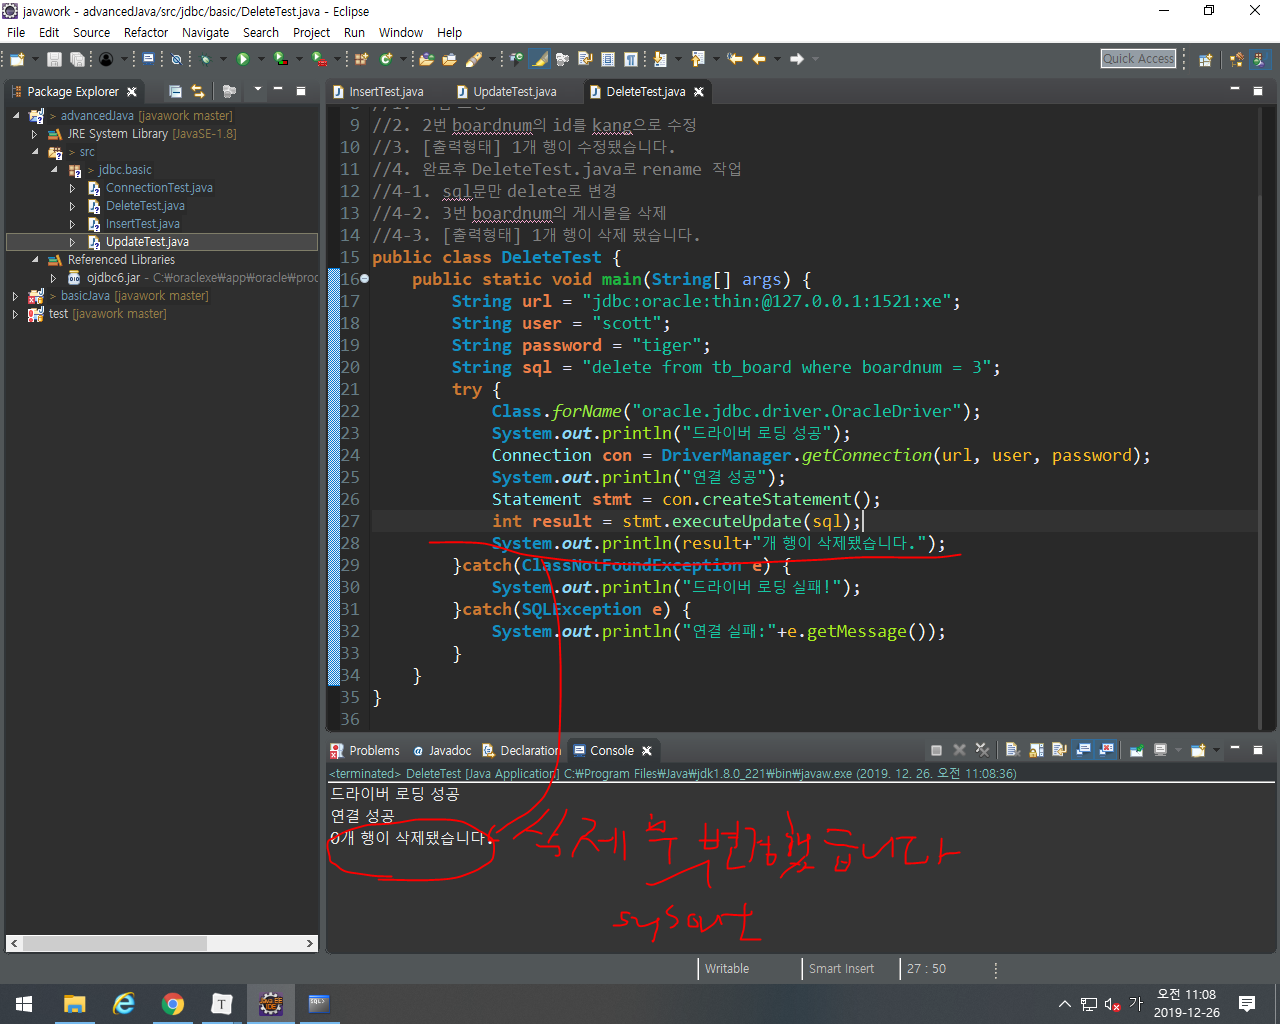 javawork - advancedJava/src/jdbc/basic/DeleteTest.java - Eclipse
File Edit Source Refactor Navigate Search Project Run Window Help
Quick Access
Package Explorer
> advancedJava [javawork master]
JRE System Library [JavaSE-1.8]
> src
> jdbc.basic
ConnectionTest.java
DeleteTest.java
InsertTest.java
UpdateTest.java
Referenced Libraries
ojdbc6.jar - C:₩oraclexe₩app₩oracle₩proc
> basicJava [javawork master]
test [javawork master]
InsertTest.java UpdateTest.java DeleteTest.java
9 //2. 2번 boardnum의 id를 kang으로 수정
10 //3. [출력형태] 1개 행이 수정됐습니다.
11 //4. 완료후 DeleteTest.java로 rename 작업
12 //4-1. sql문만 delete로 변경
13 //4-2. 3번 boardnum의 게시물을 삭제
14 //4-3. [출력형태] 1개 행이 삭제 됐습니다.
15 public class DeleteTest {
16 public static void main(String[] args) {
17 String url = "jdbc:oracle:thin:@127.0.0.1:1521:xe";
18 String user = "scott";
19 String password = "tiger";
20 String sql = "delete from tb_board where boardnum = 3";
21 try {
22 Class.forName("oracle.jdbc.driver.OracleDriver");
23 System.out.println("드라이버 로딩 성공");
24 Connection con = DriverManager.getConnection(url, user, password);
25 System.out.println("연결 성공");
26 Statement stmt = con.createStatement();
27 int result = stmt.executeUpdate(sql);
28 System.out.println(result+"개 행이 삭제됐습니다.");
29 }catch(ClassNotFoundException e) {
30 System.out.println("드라이버 로딩 실패!");
31 }catch(SQLException e) {
32 System.out.println("연결 실패:"+e.getMessage());
33 }
34 }
35 }
36
Problems Javadoc Declaration Console
<terminated> DeleteTest [Java Application] C:₩Program Files₩Java₩jdk1.8.0_221₩bin₩javaw.exe (2019. 12. 26. 오전 11:08:36)
드라이버 로딩 성공
연결 성공
0개 행이 삭제됐습니다.
삭제 후 변경했습니다
sysout
Writable Smart Insert 27 : 50
가 오전 11:08
2019-12-26